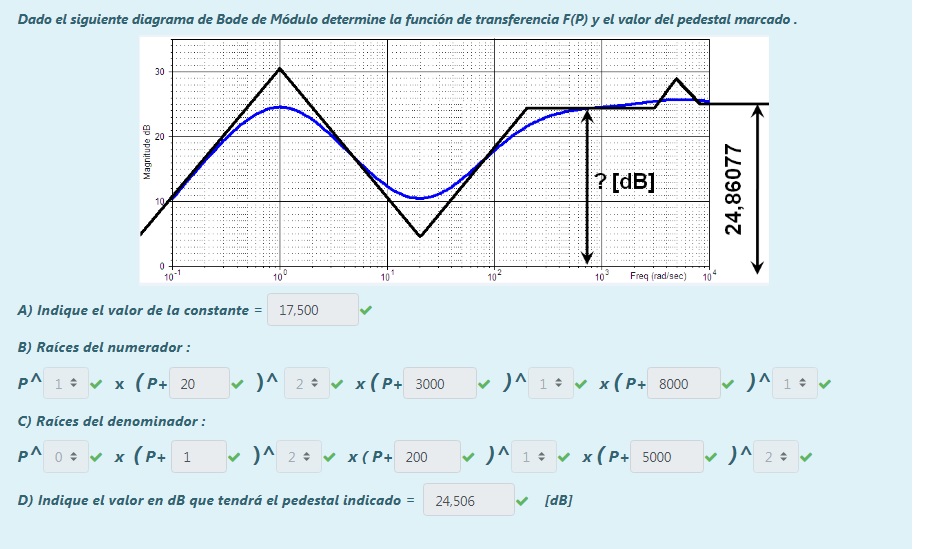 Dado el siguiente diagrama de Bode de Módulo determine la función de transferencia F(P) y el valor del pedestal marcado .
30
20
10
0
Magnitude dB
? [dB]
24,86077
10^-1
10^0
10^1
10^2
10^3
Freq (rad/sec)
10^4
A) Indique el valor de la constante = 17,500
B) Raíces del numerador :
P^ 1 x ( P+ 20 )^ 2 x ( P+ 3000 )^ 1 x ( P+ 8000 )^ 1
C) Raíces del denominador :
P^ 0 x ( P+ 1 )^ 2 x ( P+ 200 )^ 1 x ( P+ 5000 )^ 2
D) Indique el valor en dB que tendrá el pedestal indicado = 24,506 [dB]